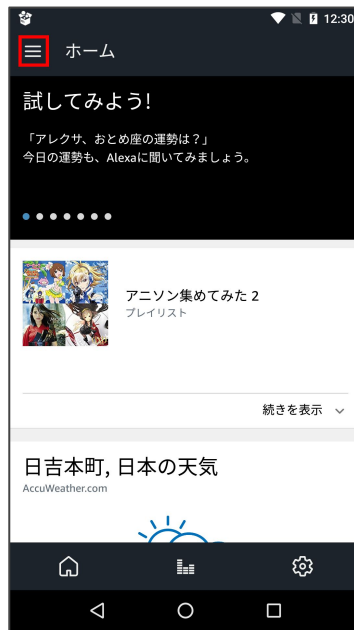 12:30
ホーム
試してみよう!
「アレクサ、おとめ座の運勢は？」
今日の運勢も、Alexaに聞いてみましょう。
アニソン集めてみた 2
プレイリスト
続きを表示
日吉本町, 日本の天気
AccuWeather.com